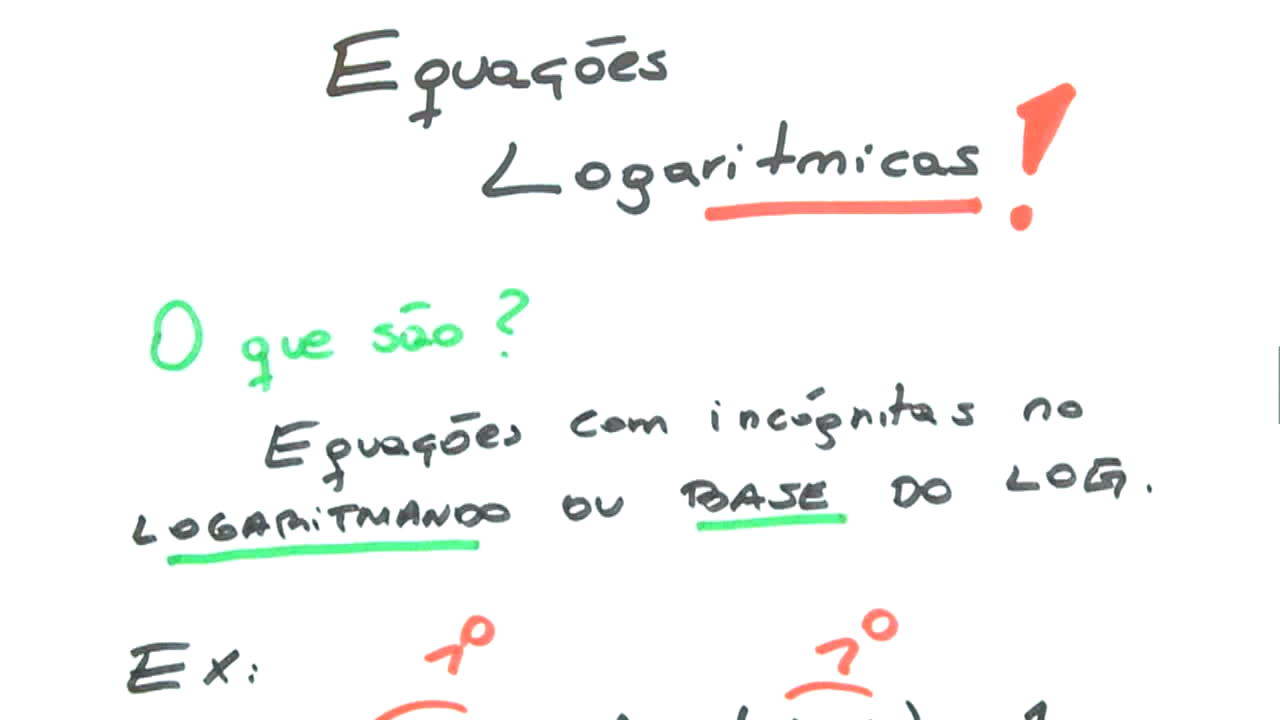 Equações
Logaritmicas!
O que são?
Equações com incógnitas no
LOGARITMANDO OU BASE DO LOG.
Ex: